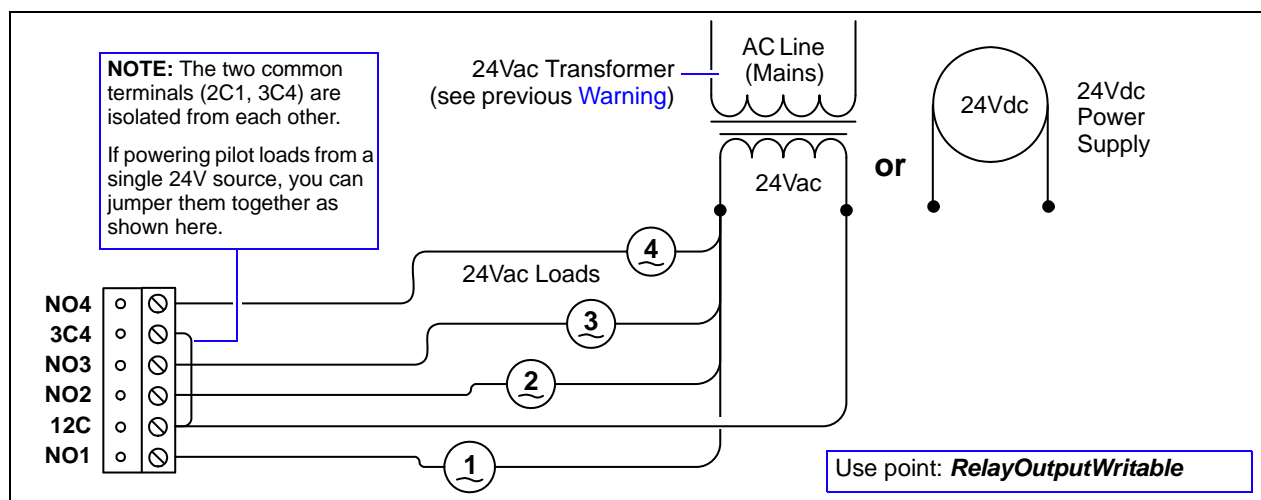 NOTE: The two common
terminals (2C1, 3C4) are
isolated from each other.
If powering pilot loads from a
single 24V source, you can
jumper them together as
shown here.
24Vac Transformer
(see previous Warning)
AC Line
(Mains)
24Vac
or
24Vdc
24Vdc
Power
Supply
24Vac Loads
4
3
2
1
NO4
3C4
NO3
NO2
12C
NO1
Use point: RelayOutputWritable